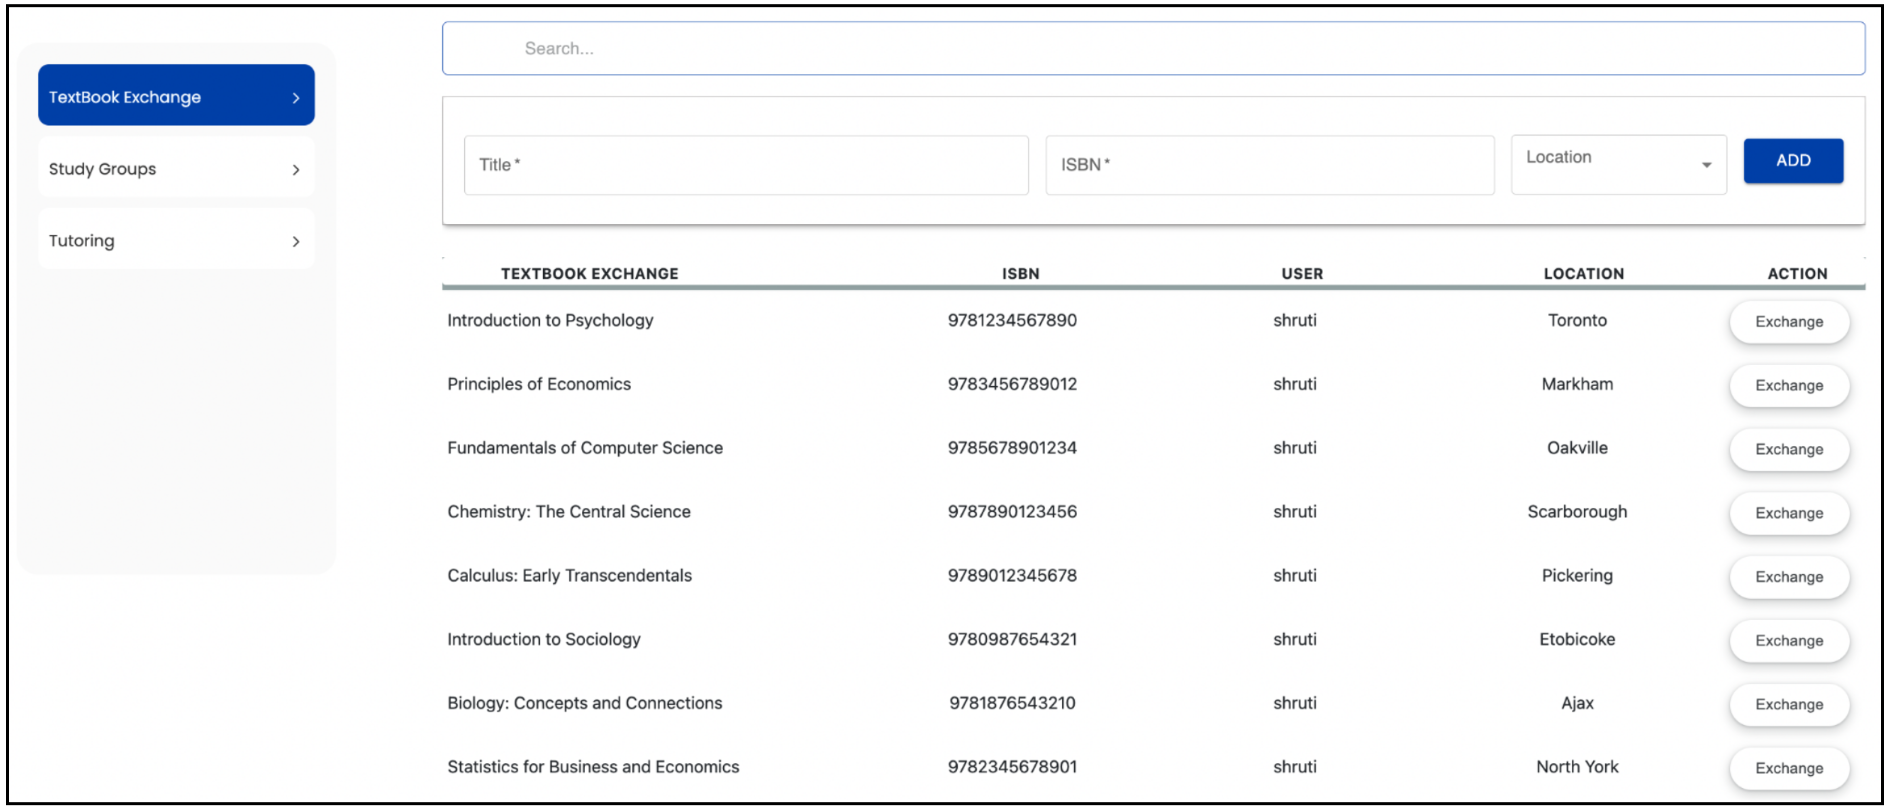 Search...
TextBook Exchange
Study Groups
Tutoring
Title * ISBN * Location ADD
TEXTBOOK EXCHANGE ISBN USER LOCATION ACTION
Introduction to Psychology 9781234567890 shruti Toronto Exchange
Principles of Economics 9783456789012 shruti Markham Exchange
Fundamentals of Computer Science 9785678901234 shruti Oakville Exchange
Chemistry: The Central Science 9787890123456 shruti Scarborough Exchange
Calculus: Early Transcendentals 9789012345678 shruti Pickering Exchange
Introduction to Sociology 9780987654321 shruti Etobicoke Exchange
Biology: Concepts and Connections 9781876543210 shruti Ajax Exchange
Statistics for Business and Economics 9782345678901 shruti North York Exchange